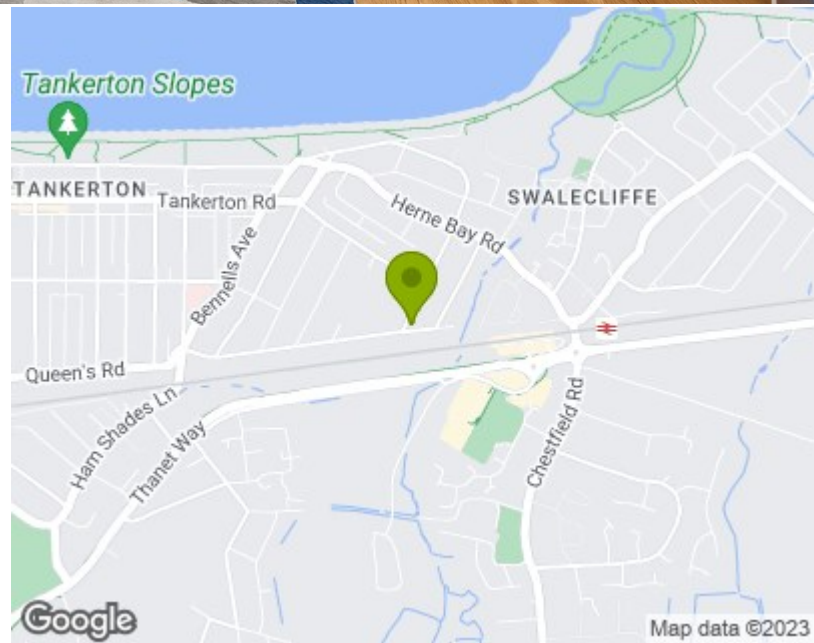 Tankerton Slopes
TANKERTON
Tankerton Rd
SWALECLIFFE
Herne Bay Rd
Bennells Ave
Queen's Rd
Ham Shades Ln
Thanet Way
Chestfield Rd
Google
Map data ©2023